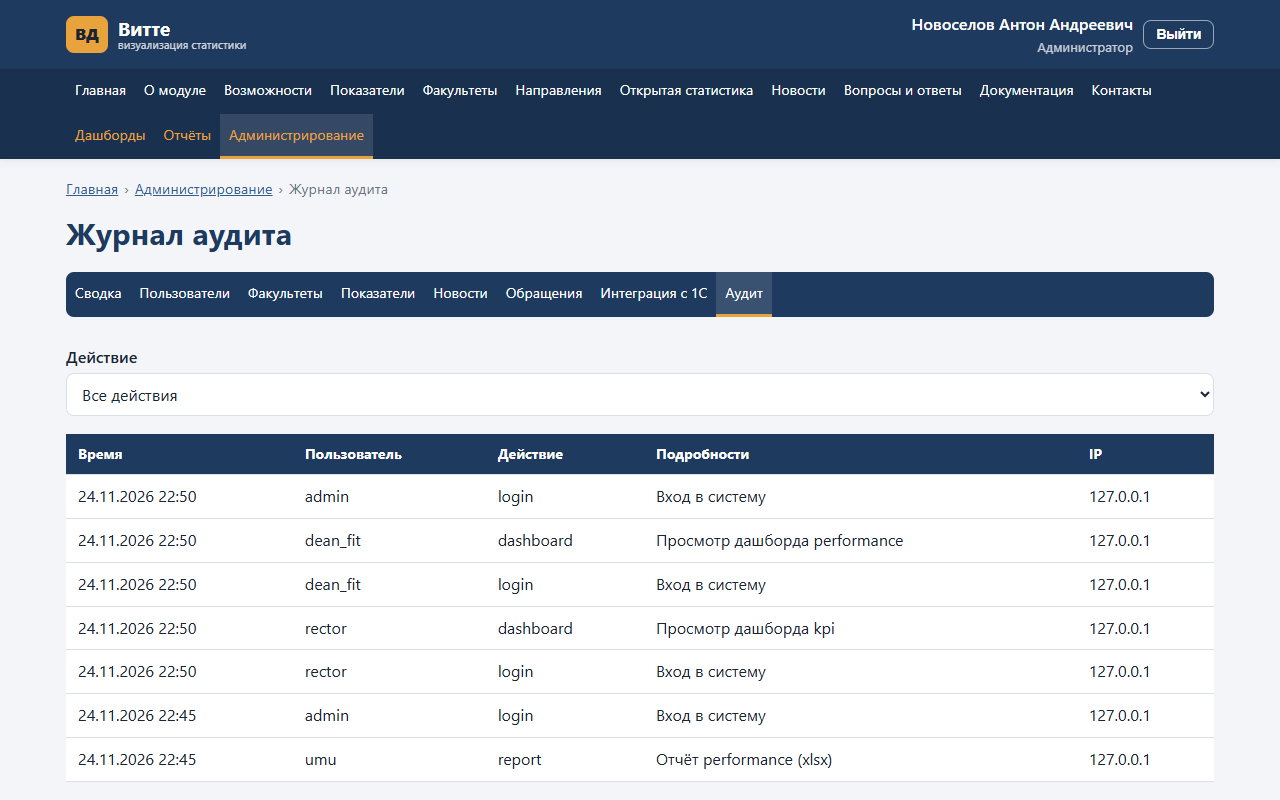 ВД
Витте
визуализация статистики
Новоселов Антон Андреевич
Администратор
Выйти
Главная О модуле Возможности Показатели Факультеты Направления Открытая статистика Новости Вопросы и ответы Документация Контакты
Дашборды Отчёты Администрирование
Главная › Администрирование › Журнал аудита
Журнал аудита
Сводка Пользователи Факультеты Показатели Новости Обращения Интеграция с 1С Аудит
Действие
Все действия
Время Пользователь Действие Подробности IP
24.11.2026 22:50 admin login Вход в систему 127.0.0.1
24.11.2026 22:50 dean_fit dashboard Просмотр дашборда performance 127.0.0.1
24.11.2026 22:50 dean_fit login Вход в систему 127.0.0.1
24.11.2026 22:50 rector dashboard Просмотр дашборда kpi 127.0.0.1
24.11.2026 22:50 rector login Вход в систему 127.0.0.1
24.11.2026 22:45 admin login Вход в систему 127.0.0.1
24.11.2026 22:45 umu report Отчёт performance (xlsx) 127.0.0.1